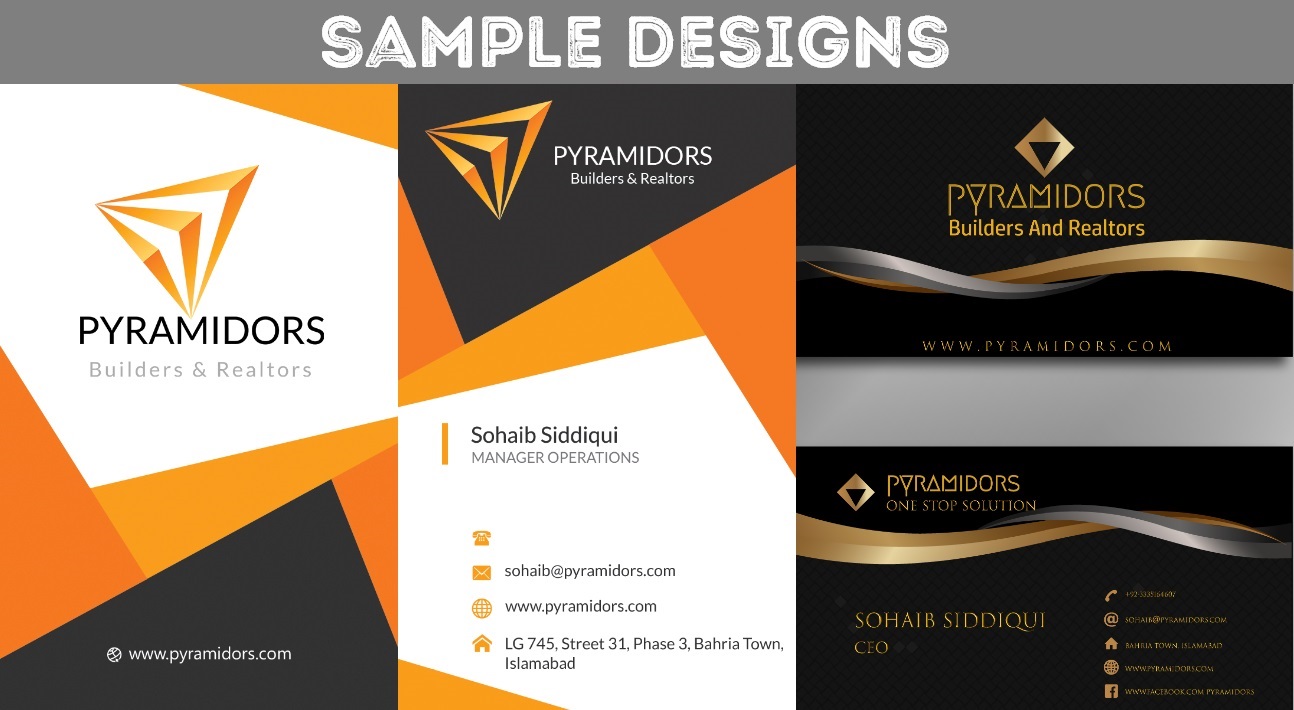 SAMPLE DESIGNS
PYRAMIDORS
Builders & Realtors
www.pyramidors.com
PYRAMIDORS
Builders & Realtors
Sohaib Siddiqui
MANAGER OPERATIONS
sohaib@pyramidors.com
www.pyramidors.com
LG 745, Street 31, Phase 3, Bahria Town,
Islamabad
PYRAMIDORS
Builders And Realtors
WWW.PYRAMIDORS.COM
PYRAMIDORS
ONE STOP SOLUTION
SOHAIB SIDDIQUI
CEO
SOHAIB@PYRAMIDORS.COM
BAHRIA TOWN, ISLAMABAD
WWW.PYRAMIDORS.COM
WWW.FACEBOOK.COM/PYRAMIDORS